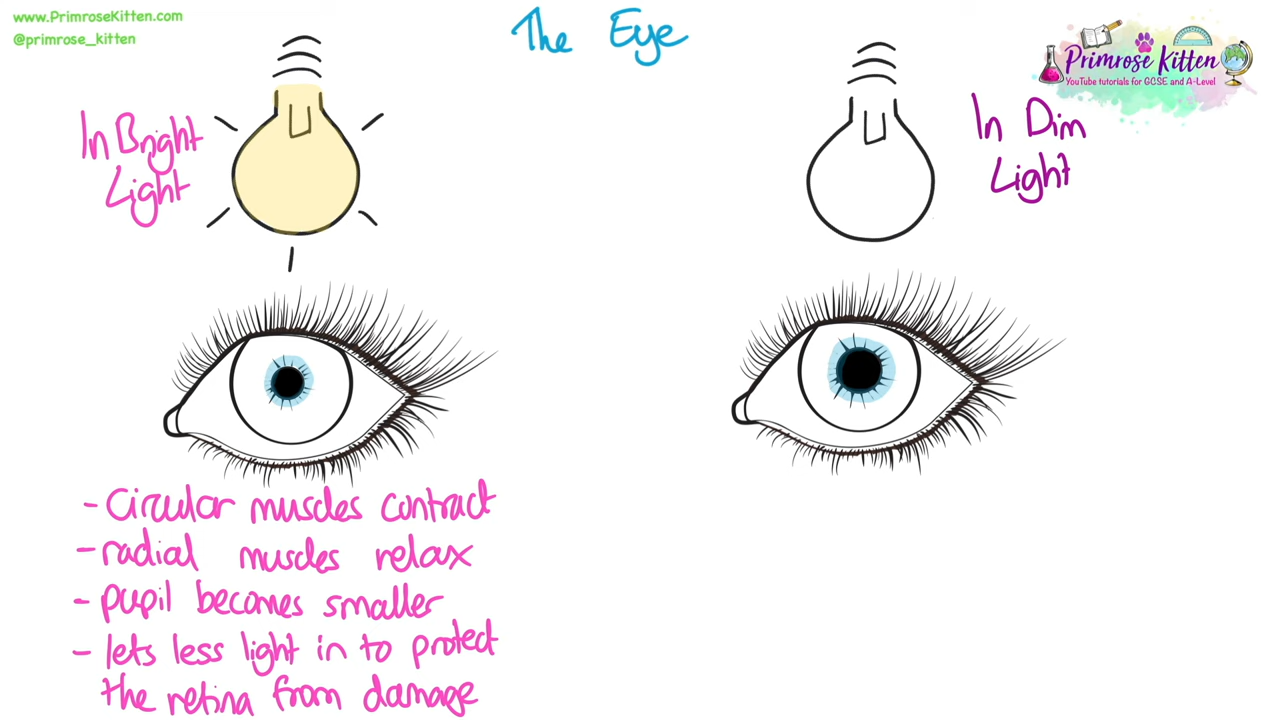 www.PrimroseKitten.com
@primrose_kitten
The Eye
Primrose Kitten
YouTube tutorials for GCSE and A-Level
In Bright
Light
In Dim
Light
- Circular muscles contract
- radial muscles relax
- pupil becomes smaller
- lets less light in to protect
the retina from damage